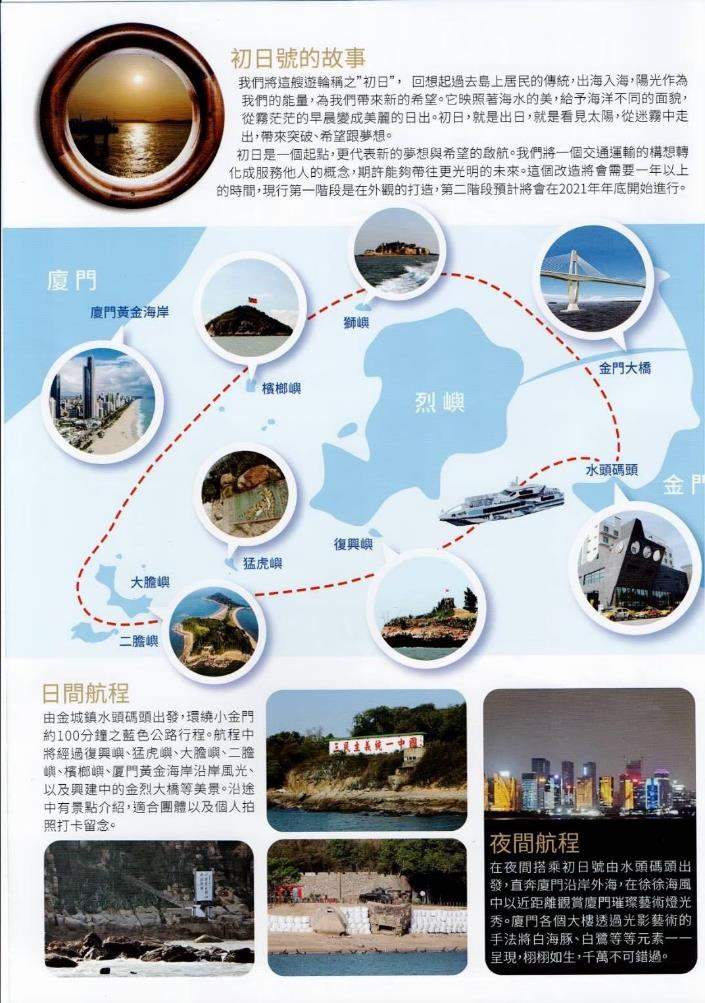 初日號的故事
我們將這艘遊輪稱之”初日”， 回想起過去島上居民的傳統，出海入海，陽光作為
我們的能量，為我們帶來新的希望。它映照著海水的美，給予海洋不同的面貌，
從霧茫茫的早晨變成美麗的日出。初日，就是出日，就是看見太陽，從迷霧中走
出，帶來突破、希望跟夢想。
初日是一個起點，更代表新的夢想與希望的啟航。我們將一個交通運輸的構想轉
化成服務他人的概念，期許能夠帶往更光明的未來。這個改造將會需要一年以上
的時間，現行第一階段是在外觀的打造，第二階段預計將會在2021年年底開始進行。
廈門
廈門黃金海岸
獅嶼
金門大橋
檳榔嶼
烈嶼
水頭碼頭
金門
復興嶼
猛虎嶼
大膽嶼
二膽嶼
日間航程
由金城鎮水頭碼頭出發，環繞小金門
約100分鐘之藍色公路行程。航程中
將經過復興嶼、猛虎嶼、大膽嶼、二膽
嶼、檳榔嶼、廈門黃金海岸沿岸風光、
以及興建中的金烈大橋等美景。沿途
中有景點介紹，適合團體以及個人拍
照打卡留念。
三民主義統一中國
夜間航程
在夜間搭乘初日號由水頭碼頭出
發，直奔廈門沿岸外海，在徐徐海風
中以近距離觀賞廈門璀璨藝術燈光
秀。廈門各個大樓透過光影藝術的
手法將白海豚、白鷺等等元素一一
呈現，栩栩如生，千萬不可錯過。